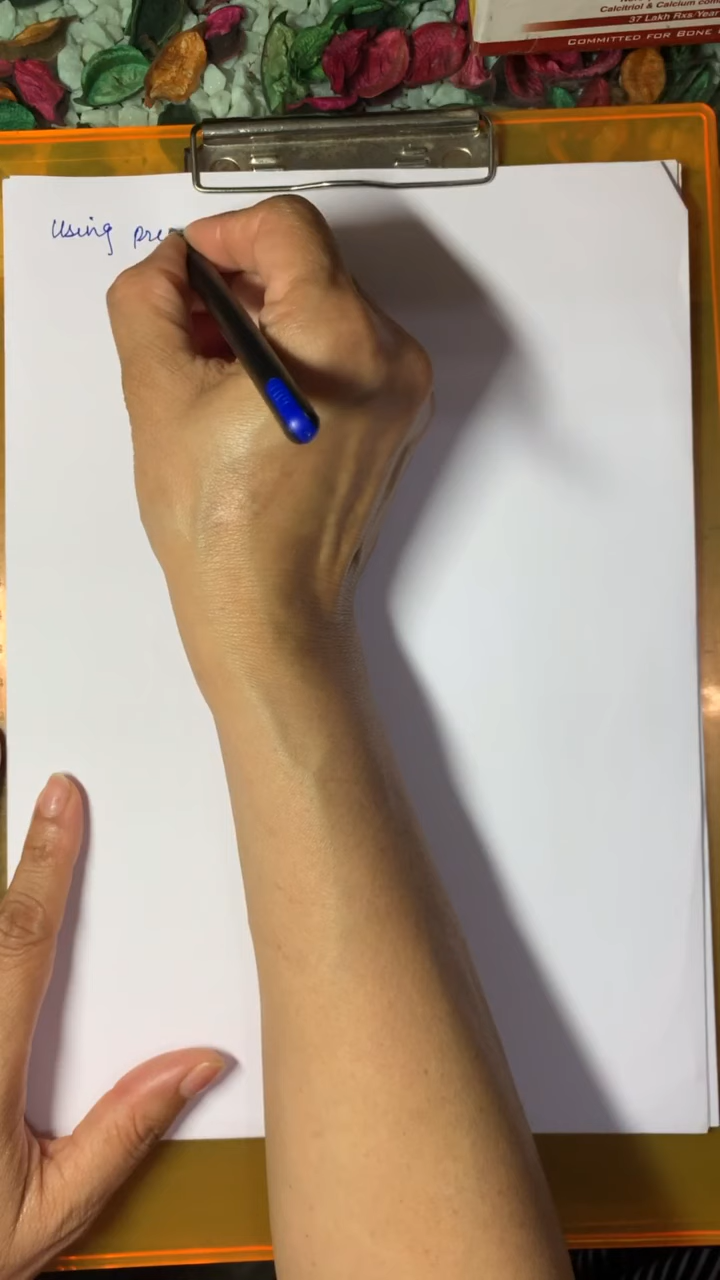 Calcitriol & Calcium
37 Lakh Rxs/Year
COMMITTED FOR BONE
Using pre